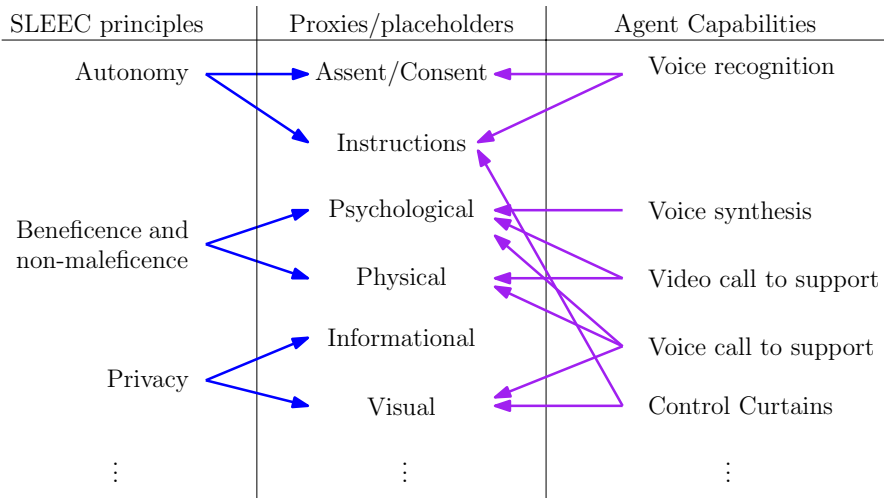 SLEEC principles Proxies/placeholders Agent Capabilities
Autonomy Assent/Consent Voice recognition
Instructions
Beneficence and
non-maleficence
Psychological Voice synthesis
Physical Video call to support
Informational
Voice call to support
Privacy
Visual Control Curtains
⋮ ⋮ ⋮